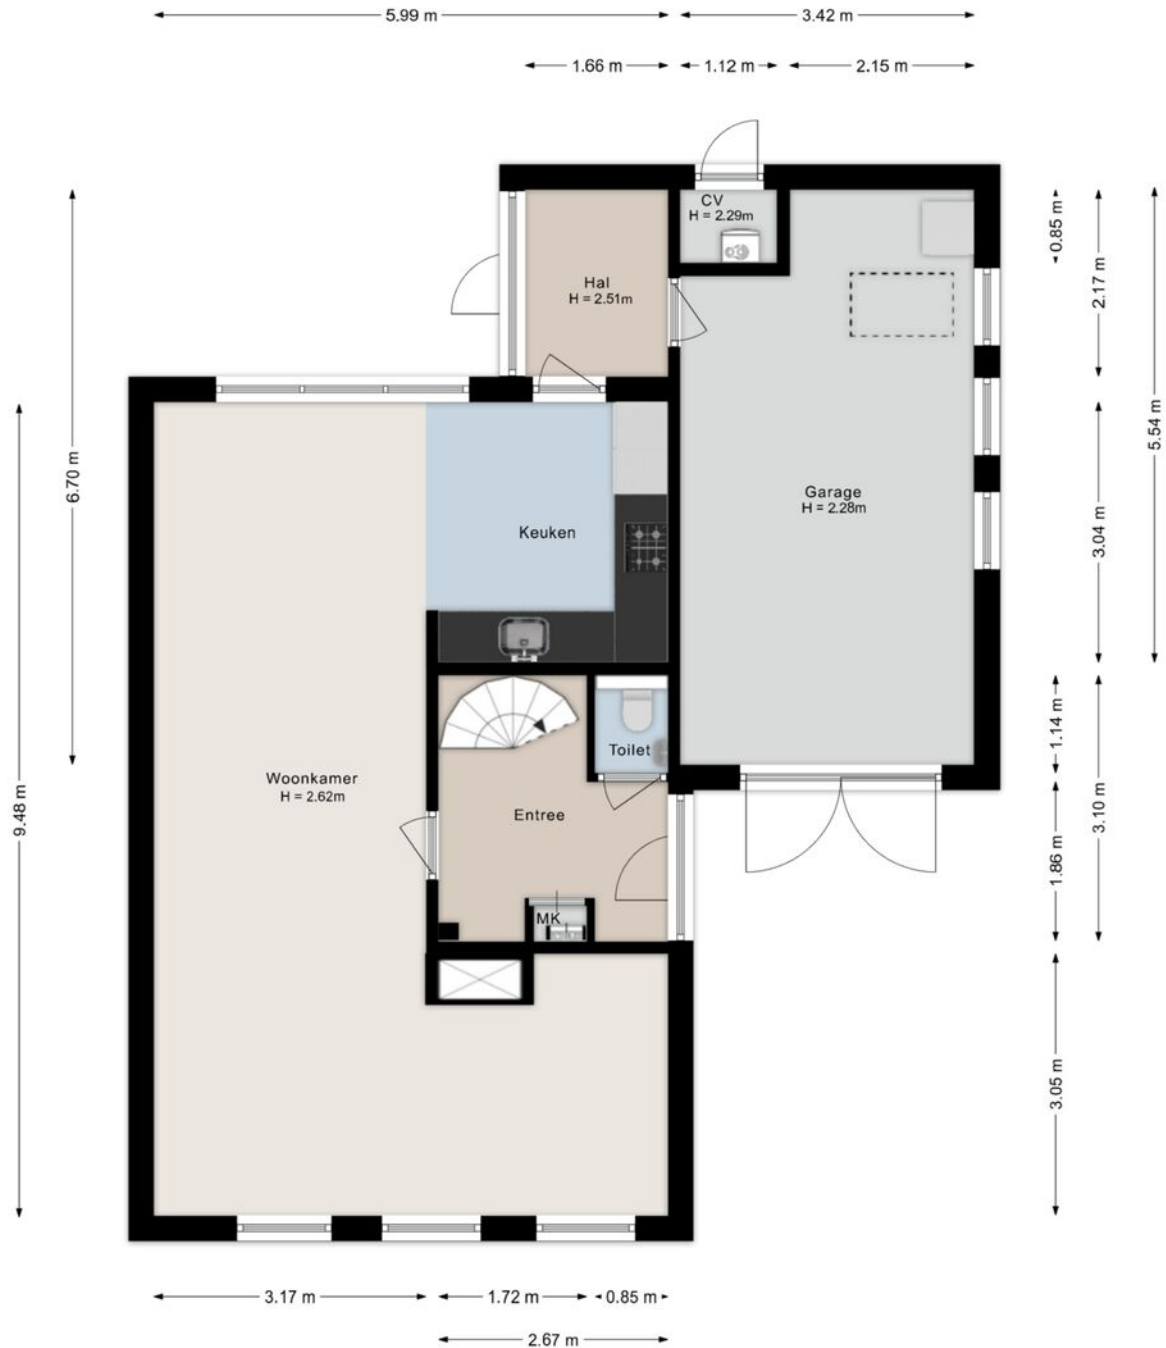 5.99 m
3.42 m
1.66 m
1.12 m
2.15 m
CV
H = 2.29m
0.85 m
2.17 m
Hal
H = 2.51m
5.54 m
6.70 m
Garage
H = 2.28m
Keuken
3.04 m
1.14 m
Toilet
Woonkamer
H = 2.62m
9.48 m
Entree
3.10 m
1.86 m
MK
3.05 m
3.17 m
1.72 m
0.85 m
2.67 m